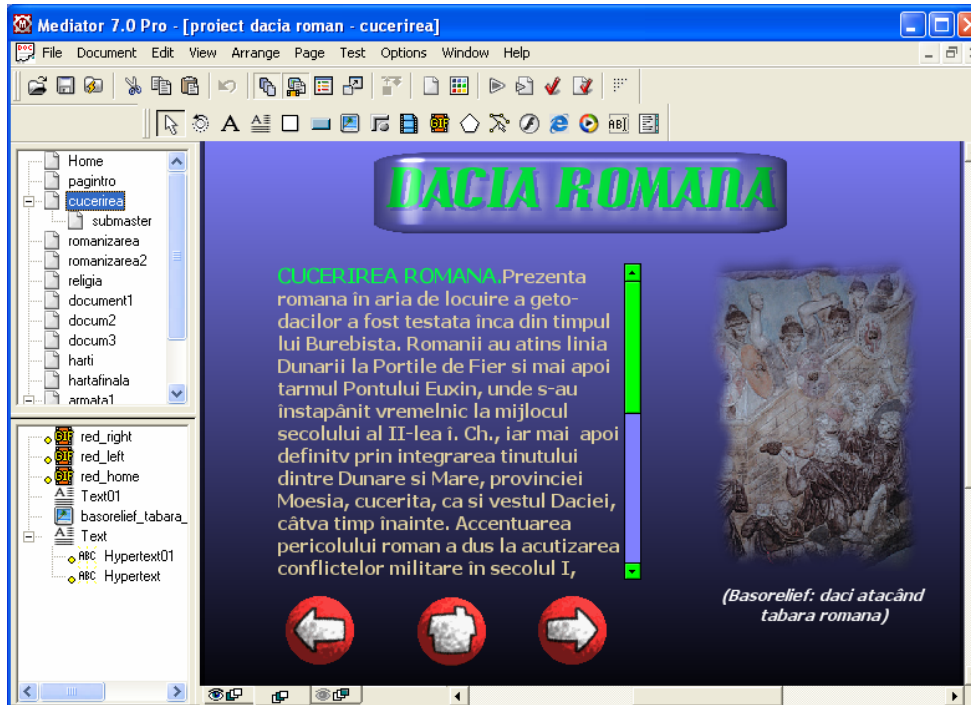 Mediator 7.0 Pro - [proiect dacia roman - cucerirea]
File Document Edit View Arrange Page Test Options Window Help
Home
pagintro
cucerirea
submaster
romanizarea
romanizarea2
religia
document1
docum2
docum3
harti
hartafinala
armata1
red_right
red_left
red_home
Text01
basorelief_tabara_
Text
ABC Hypertext01
ABC Hypertext
DACIA ROMANA
CUCERIREA ROMANA.Prezenta
romana in aria de locuire a geto-
dacilor a fost testata înca din timpul
lui Burebista. Romanii au atins linia
Dunarii la Portile de Fier si mai apoi
tarmul Pontului Euxin, unde s-au
înstapânit vremelnic la mijlocul
secolului al II-lea î. Ch., iar mai apoi
definitv prin integrarea tinutului
dintre Dunare si Mare, provinciei
Moesia, cucerita, ca si vestul Daciei,
câtva timp înainte. Accentuarea
pericolului roman a dus la acutizarea
conflictelor militare în secolul I,
(Basorelief: daci atacând
tabara romana)